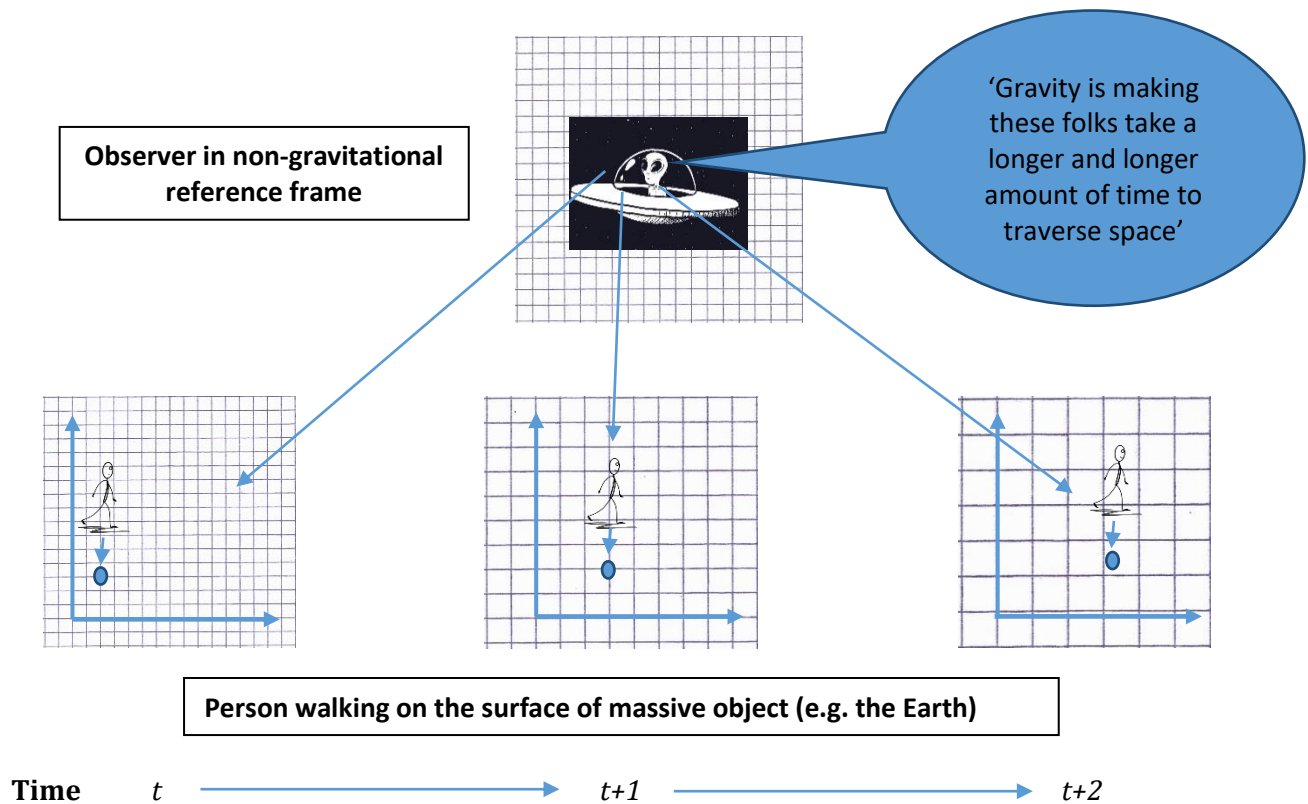 ‘Gravity is making
these folks take a
longer and longer
amount of time to
traverse space’
Observer in non-gravitational
reference frame
Person walking on the surface of massive object (e.g. the Earth)
Time t t+1 t+2